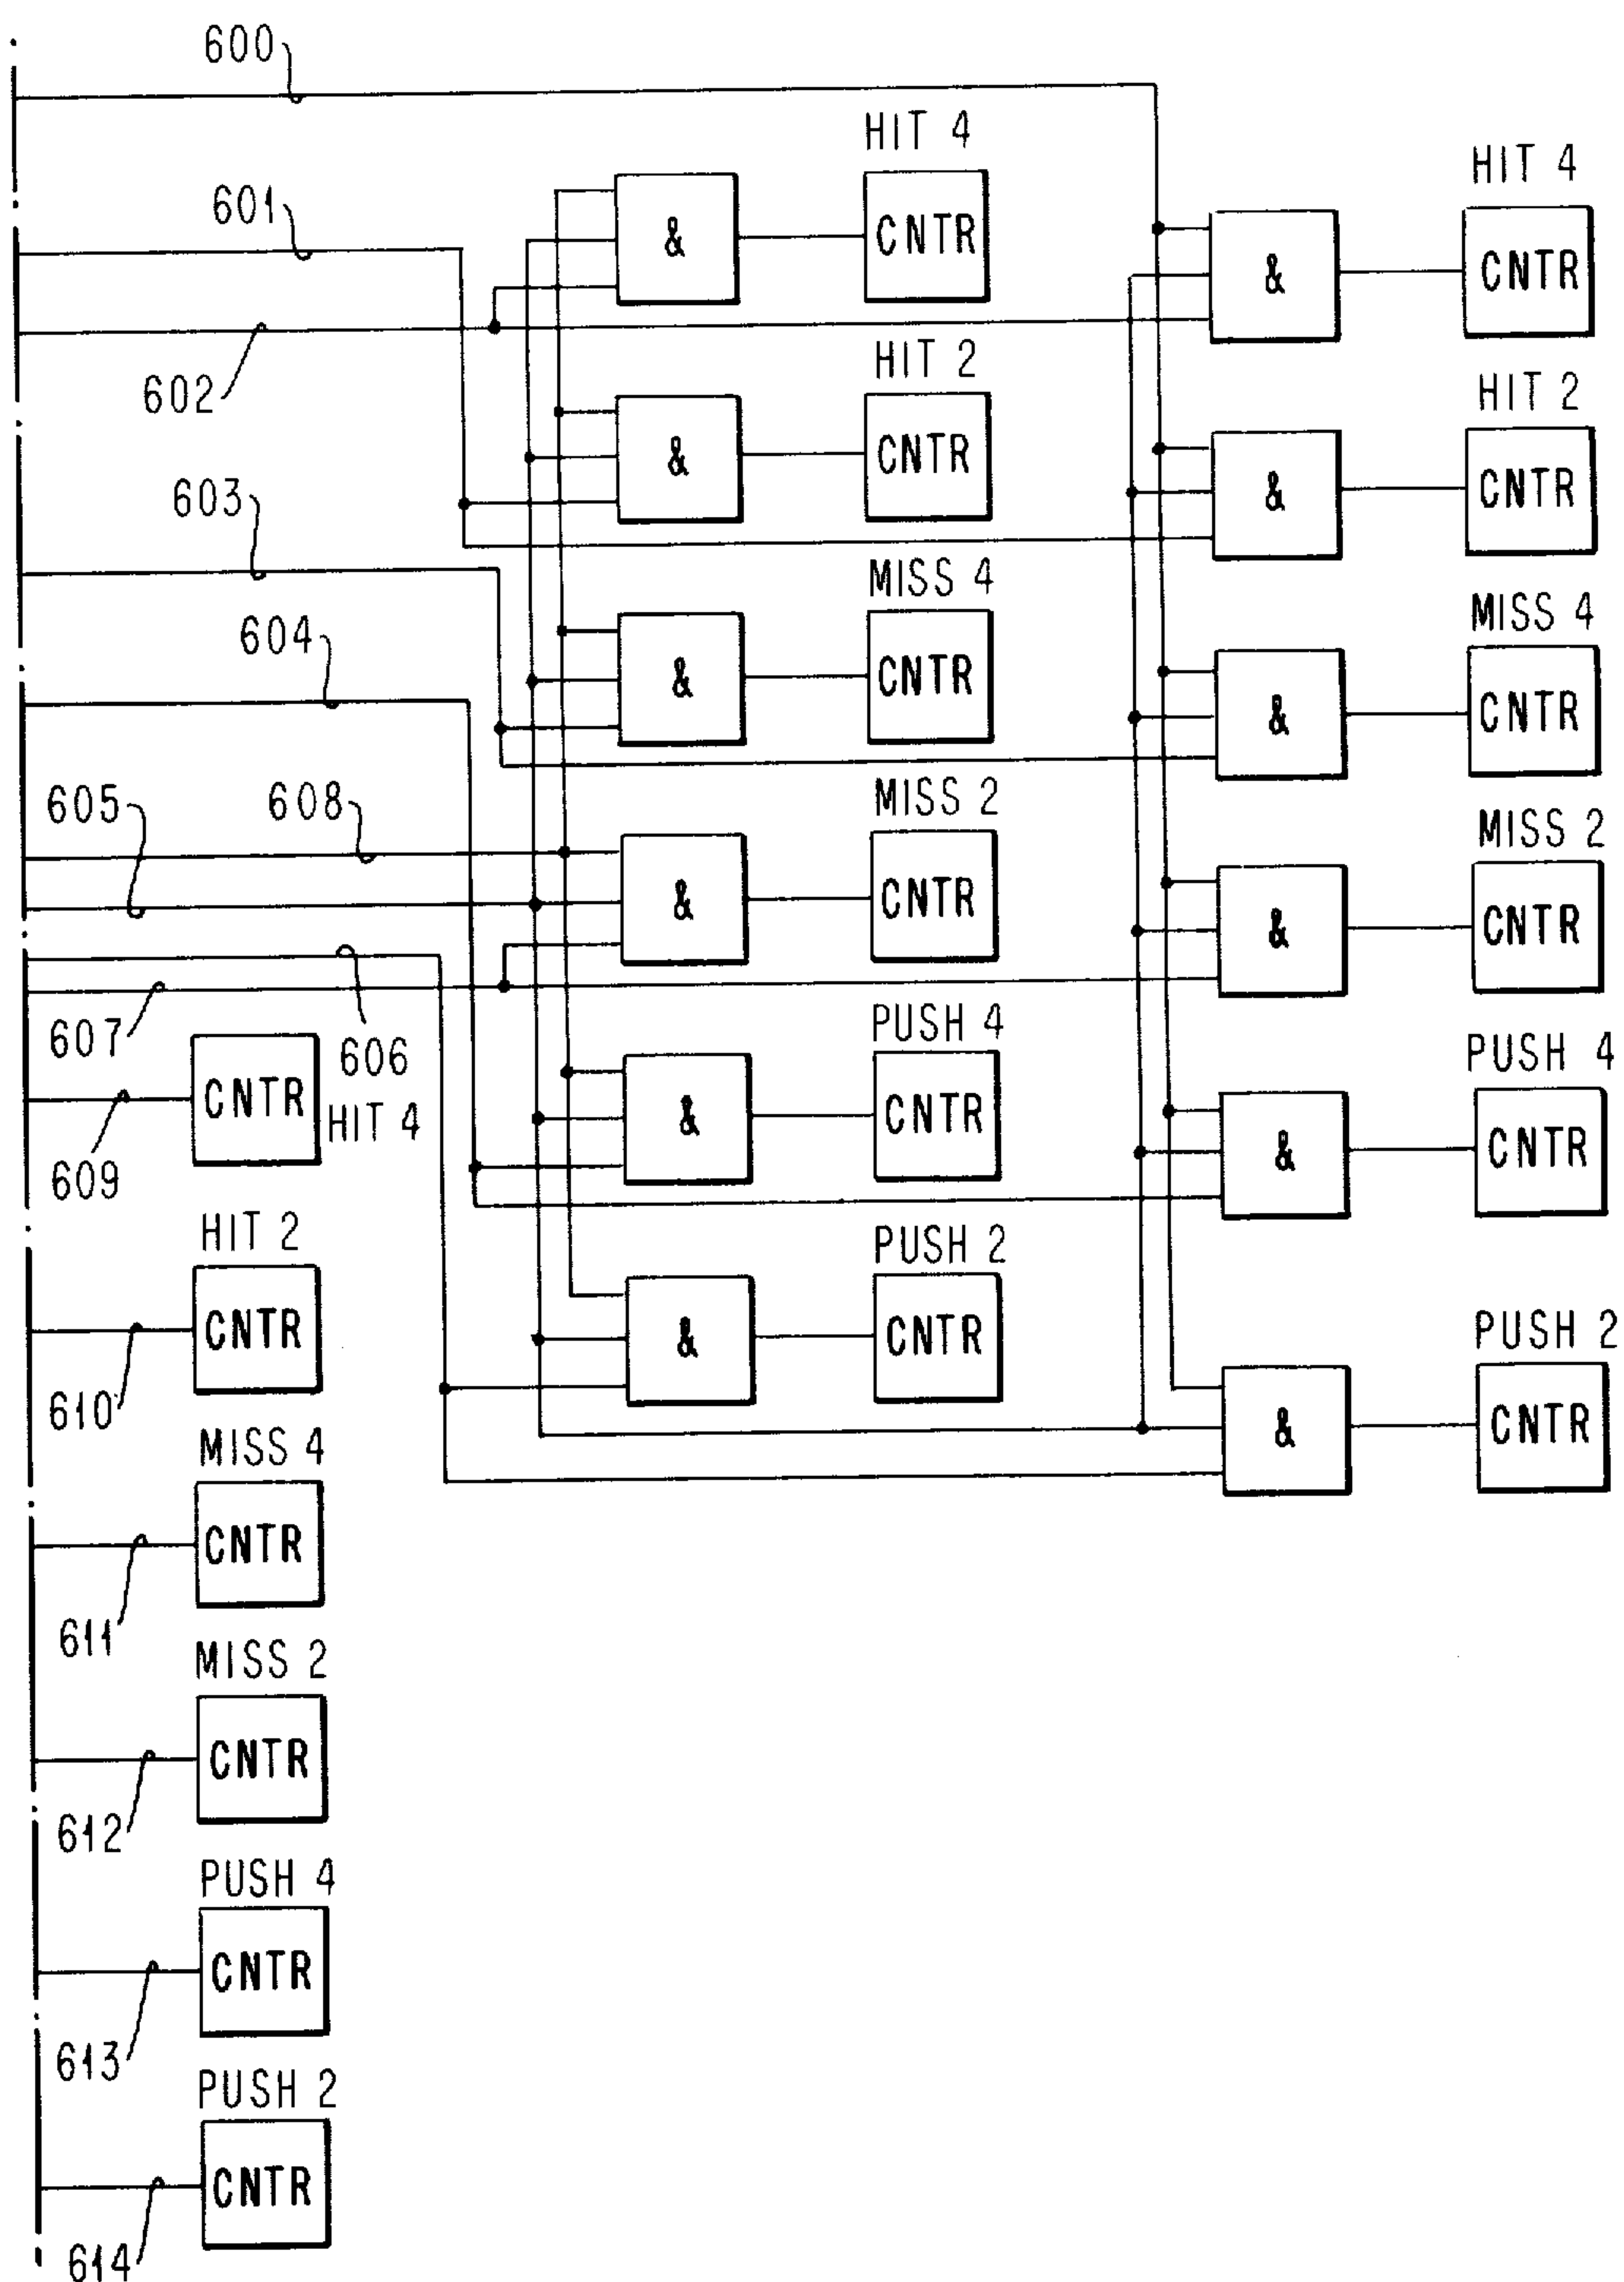 600
HIT 4
HIT 4
601
& CNTR
& CNTR
602
HIT 2
HIT 2
& CNTR
& CNTR
603
MISS 4
MISS 4
604
& CNTR
& CNTR
605
608
MISS 2
MISS 2
& CNTR
& CNTR
607
606
PUSH 4
PUSH 4
CNTR
HIT 4
& CNTR
& CNTR
609
HIT 2
PUSH 2
PUSH 2
CNTR
& CNTR
& CNTR
610
MISS 4
CNTR
611
MISS 2
CNTR
612
PUSH 4
CNTR
613
PUSH 2
CNTR
614